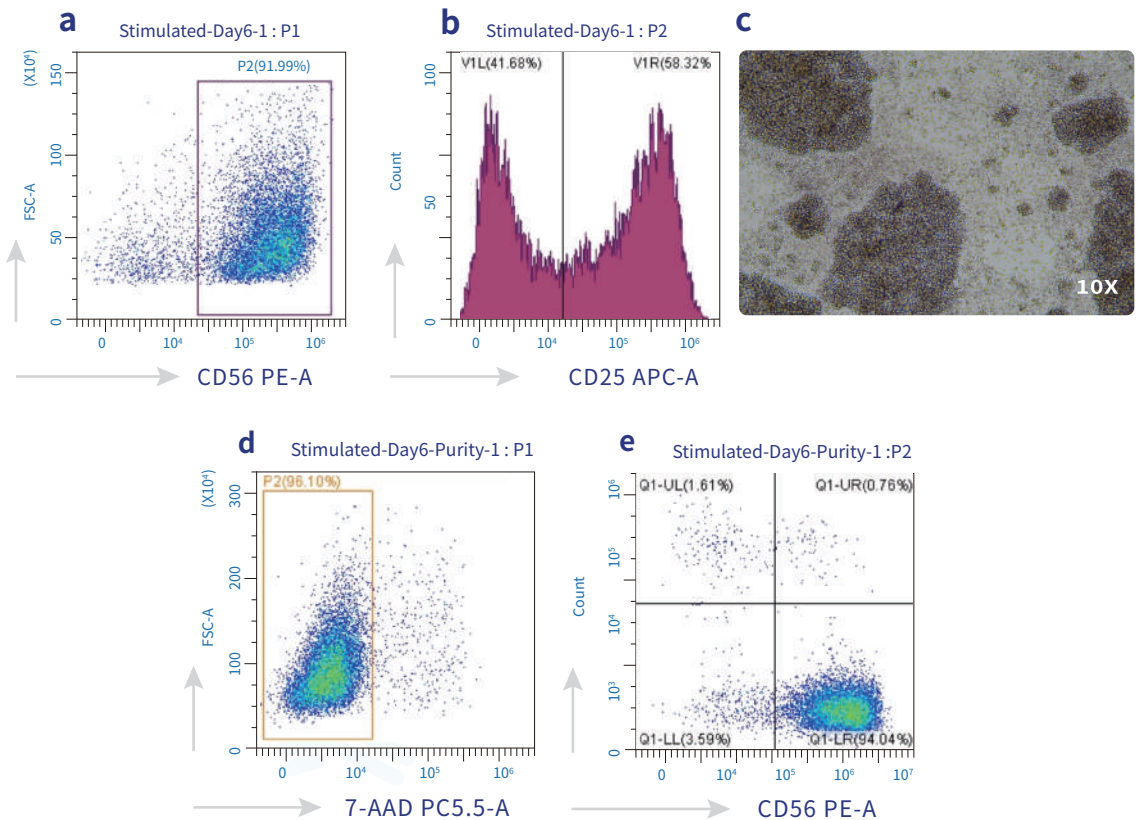 a
Stimulated-Day6-1 : P1
(X10⁴)
150
100
50
0
FSC-A
P2(91.99%)
0
10⁴
10⁵
10⁶
CD56 PE-A
b
Stimulated-Day6-1 : P2
V1L(41.68%)
V1R(58.32%
100
50
0
Count
0
10⁴
10⁵
10⁶
CD25 APC-A
c
10X
d
Stimulated-Day6-Purity-1 : P1
P2(96.10%)
(X10⁴)
300
200
100
0
FSC-A
0
10⁴
10⁵
10⁶
7-AAD PC5.5-A
e
Stimulated-Day6-Purity-1 :P2
Q1-UL(1.61%)
Q1-UR(0.76%)
10⁶
10⁵
10⁴
10³
0
Count
Q1-LL(3.59%)
Q1-LR(94.04%)
0
10⁴
10⁵
10⁶
10⁷
CD56 PE-A